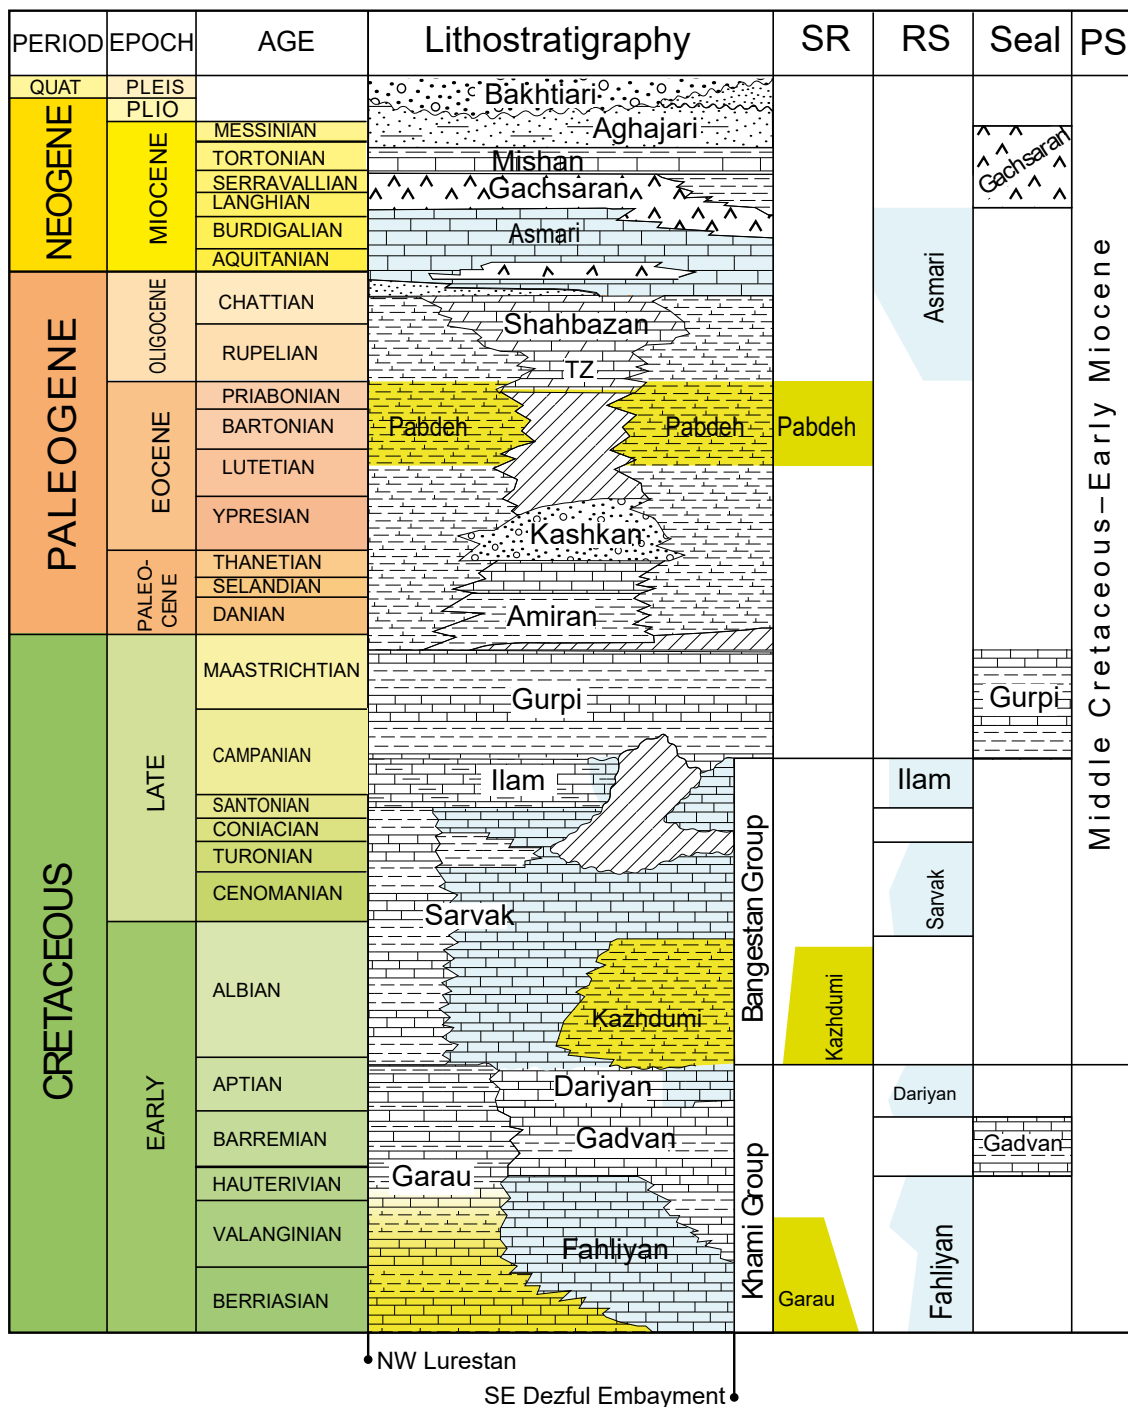 PERIOD EPOCH AGE Lithostratigraphy SR RS Seal PS
QUAT PLEIS Bakhtiari
PLIO
NEOGENE
MIOCENE
MESSINIAN Aghajari
TORTONIAN Mishan
SERRAVALLIAN Gachsaran Gachsaran
LANGHIAN
BURDIGALIAN Asmari Asmari
AQUITANIAN
PALEOGENE
OLIGOCENE
CHATTIAN Shahbazan
RUPELIAN TZ
EOCENE
PRIABONIAN
BARTONIAN Pabdeh Pabdeh Pabdeh
LUTETIAN
YPRESIAN Kashkan
PALEO-
CENE
THANETIAN
SELANDIAN
DANIAN Amiran
Middle Cretaceous–Early Miocene
CRETACEOUS
LATE
MAASTRICHTIAN Gurpi Gurpi
CAMPANIAN Ilam Ilam
SANTONIAN
CONIACIAN
TURONIAN
CENOMANIAN Sarvak Sarvak
Bangestan Group
EARLY
ALBIAN Kazhdumi Kazhdumi
APTIAN Dariyan Dariyan
BARREMIAN Gadvan Gadvan
HAUTERIVIAN Garau
Khami Group
VALANGINIAN Fahliyan Fahliyan
BERRIASIAN Garau
NW Lurestan
SE Dezful Embayment